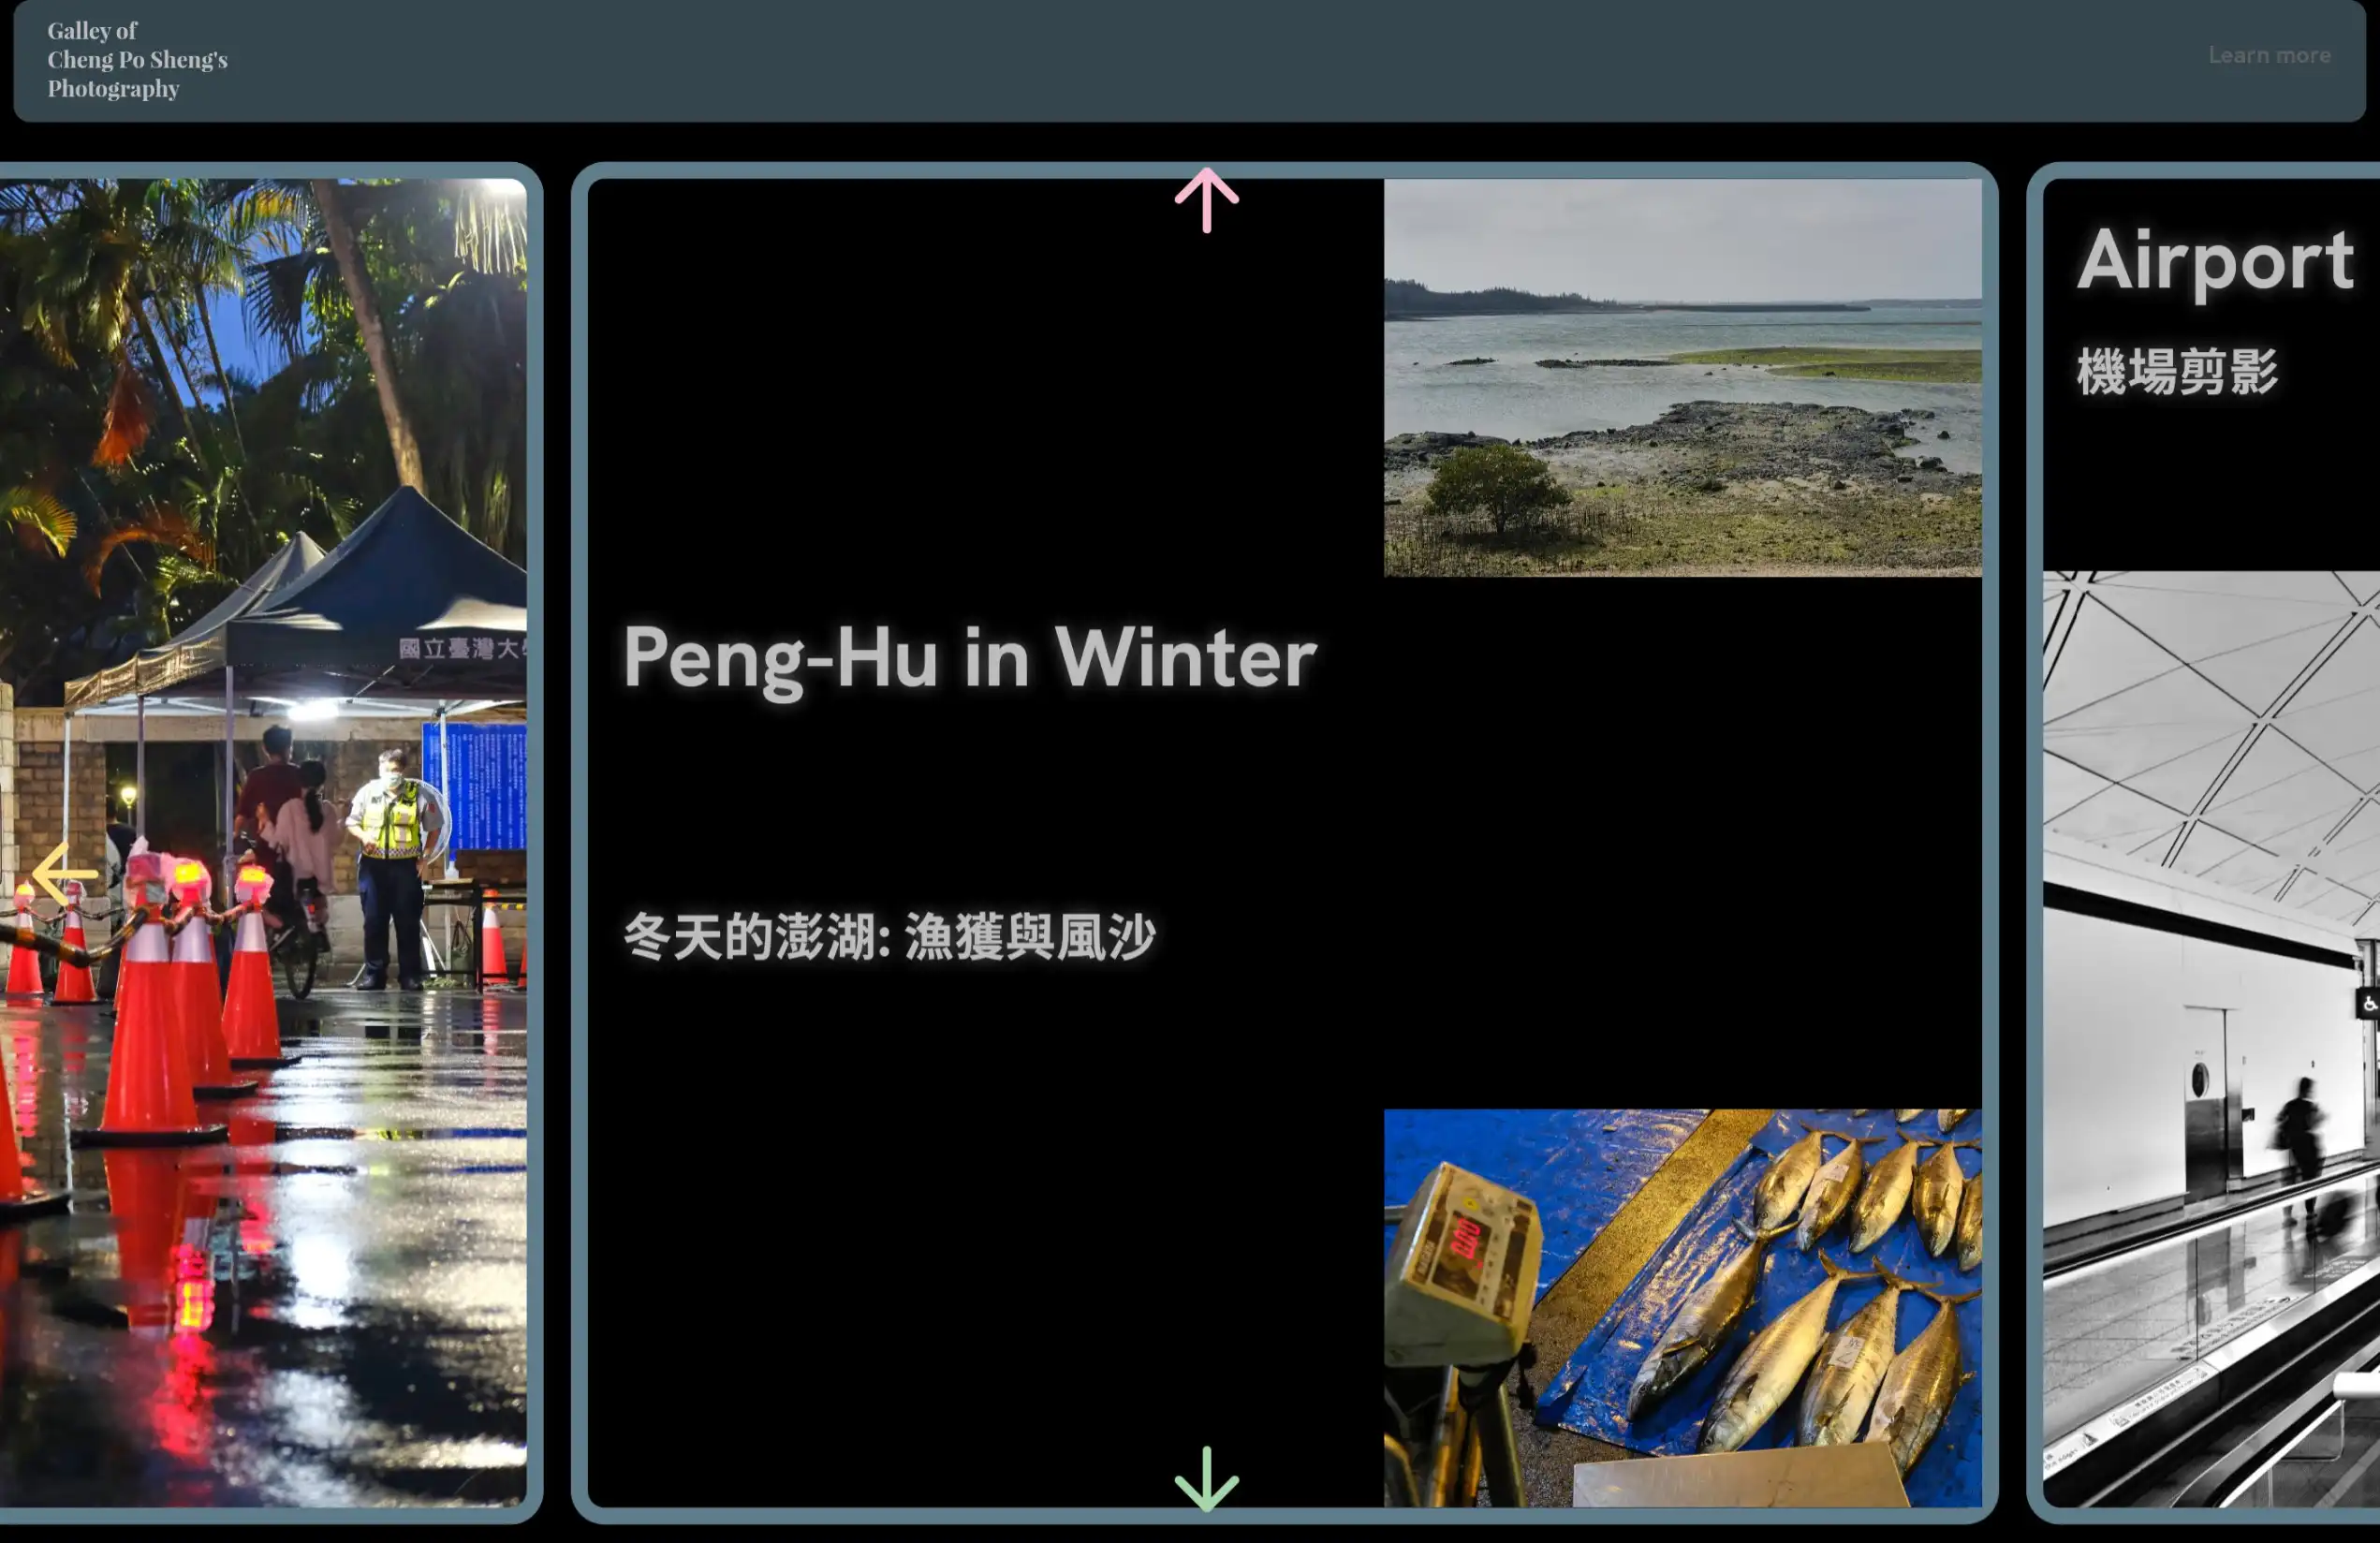 Galley of
Cheng Po Sheng's
Photography
Learn more
國立臺灣大
Peng-Hu in Winter
冬天的澎湖: 漁獲與風沙
Airport
機場剪影